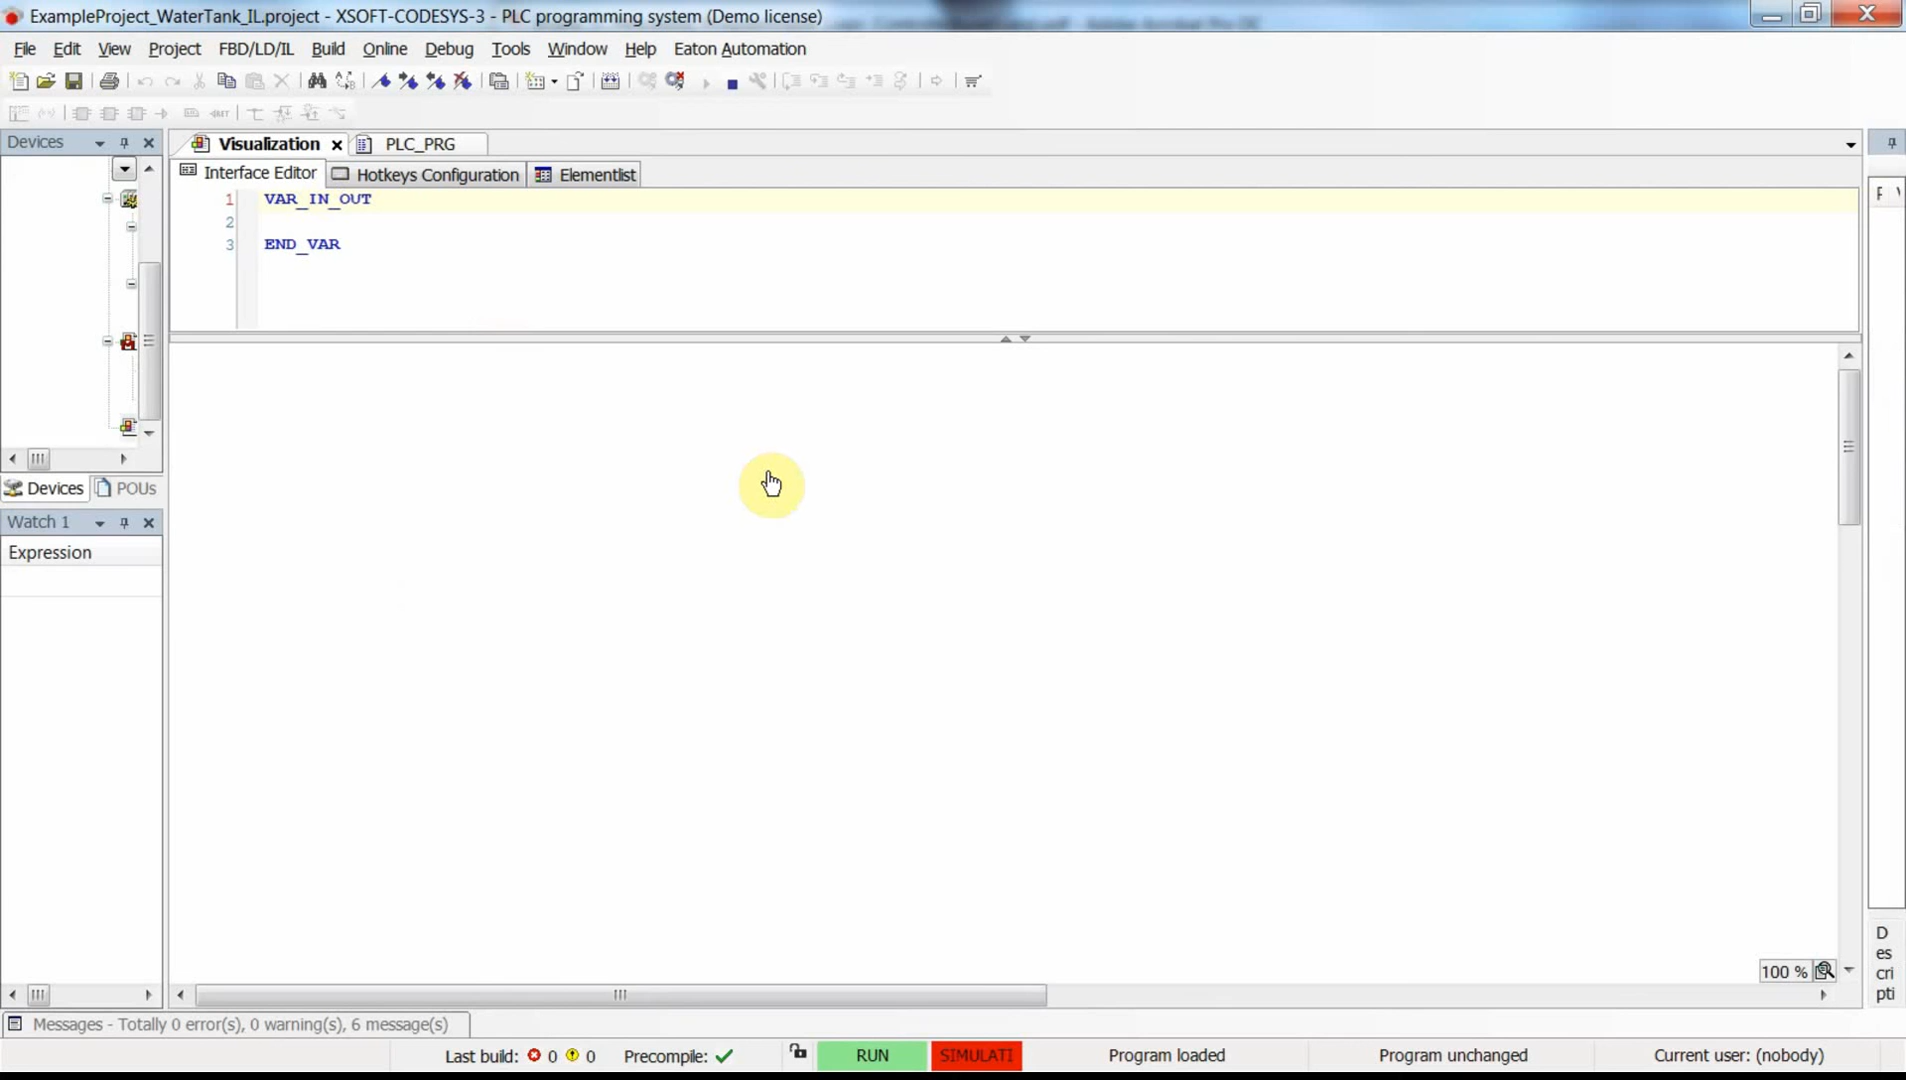 ExampleProject_WaterTank_IL.project - XSOFT-CODESYS-3 - PLC programming system (Demo license)
File Edit View Project FBD/LD/IL Build Online Debug Tools Window Help Eaton Automation
Devices
Visualization PLC_PRG
Interface Editor Hotkeys Configuration Elementlist
1 VAR_IN_OUT
2
3 END_VAR
Devices POUs
Watch 1
Expression
100 %
D
es
cri
pti
Messages - Totally 0 error(s), 0 warning(s), 6 message(s)
Last build: 0 0 Precompile: RUN SIMULATI Program loaded Program unchanged Current user: (nobody)